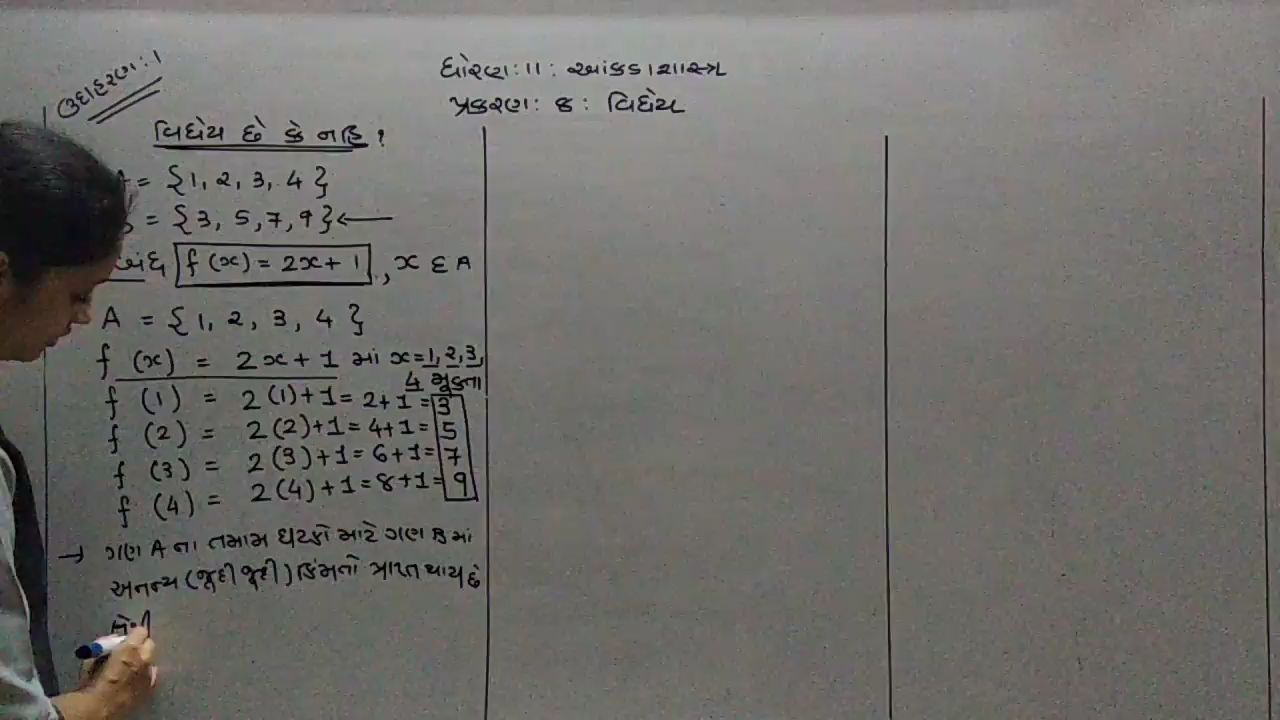 ધોરણ: 11: આંકડાશાસ્ત્ર
પ્રકરણ: 8: વિધેય
ઉદાહરણ: 1
વિધેય છે કે નહિ?
= {1, 2, 3, 4}
= {3, 5, 7, 9} ←
f(x) = 2x + 1, x ∈ A
A = {1, 2, 3, 4}
f (x) = 2x + 1 માં x = 1, 2, 3,
4 મૂકતા
f (1) = 2(1)+1 = 2+1 = 3
f (2) = 2(2)+1 = 4+1 = 5
f (3) = 2(3)+1 = 6+1 = 7
f (4) = 2(4)+1 = 8+1 = 9
→ ગણ A ના તમામ ઘટકો માટે ગણ B માં
અનન્ય (જૂદી જૂદી) કિંમતો પ્રાપ્ત થાય છે